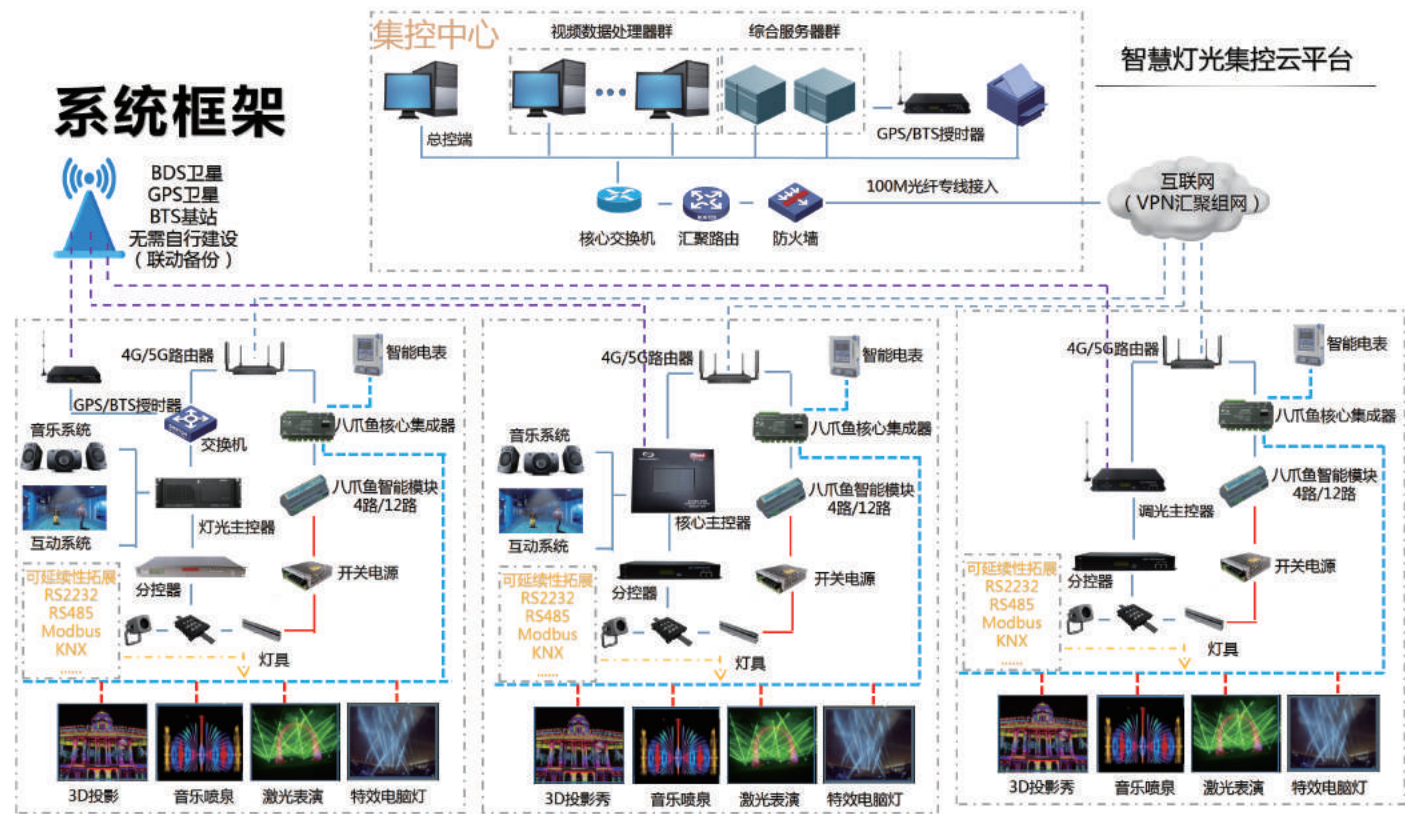 集控中心
视频数据处理器群
综合服务器群
智慧灯光集控云平台
系统框架
总控端
GPS/BTS授时器
BDS卫星
GPS卫星
BTS基站
无需自行建设
（联动备份）
100M光纤专线接入
互联网
（VPN汇聚组网）
核心交换机
汇聚路由
防火墙
4G/5G路由器
智能电表
GPS/BTS授时器
交换机
八爪鱼核心集成器
音乐系统
互动系统
灯光主控器
八爪鱼智能模块
4路/12路
分控器
开关电源
可延续性拓展
RS2232
RS485
Modbus
KNX
......
灯具
3D投影
音乐喷泉
激光表演
特效电脑灯
4G/5G路由器
智能电表
八爪鱼核心集成器
音乐系统
互动系统
核心主控器
八爪鱼智能模块
4路/12路
分控器
开关电源
可延续性拓展
RS2232
RS485
Modbus
KNX
......
灯具
3D投影秀
音乐喷泉
激光表演
特效电脑灯
4G/5G路由器
智能电表
八爪鱼核心集成器
调光主控器
八爪鱼智能模块
4路/12路
分控器
开关电源
可延续性拓展
RS2232
RS485
Modbus
KNX
......
灯具
3D投影秀
音乐喷泉
激光表演
特效电脑灯